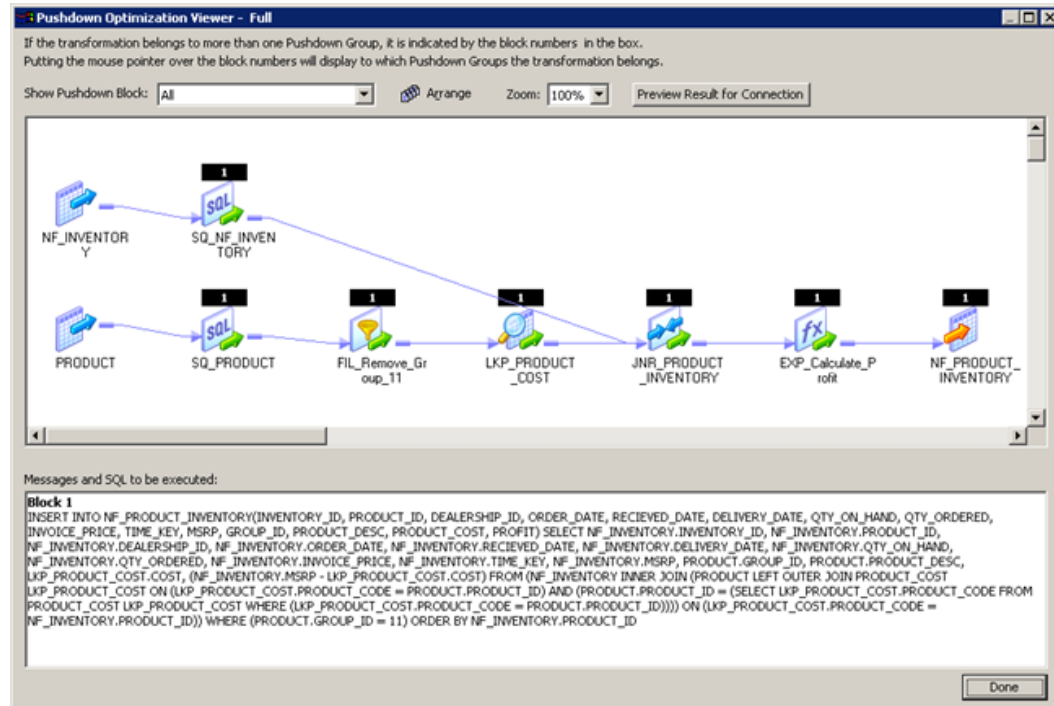 Pushdown Optimization Viewer - Full
If the transformation belongs to more than one Pushdown Group, it is indicated by the block numbers in the box.
Putting the mouse pointer over the block numbers will display to which Pushdown Groups the transformation belongs.
Show Pushdown Block: All Arrange Zoom: 100% Preview Result for Connection
1
NF_INVENTOR
Y
SQL
SQ_NF_INVEN
TORY
1 1 1 1 1 1
PRODUCT
SQL
SQ_PRODUCT
FIL_Remove_Gr
oup_11
LKP_PRODUCT
_COST
JNR_PRODUCT
_INVENTORY
fx
EXP_Calculate_P
rofit
NF_PRODUCT_
INVENTORY
Messages and SQL to be executed:
Block 1
INSERT INTO NF_PRODUCT_INVENTORY(INVENTORY_ID, PRODUCT_ID, DEALERSHIP_ID, ORDER_DATE, RECIEVED_DATE, DELIVERY_DATE, QTY_ON_HAND, QTY_ORDERED,
INVOICE_PRICE, TIME_KEY, MSRP, GROUP_ID, PRODUCT_DESC, PRODUCT_COST, PROFIT) SELECT NF_INVENTORY.INVENTORY_ID, NF_INVENTORY.PRODUCT_ID,
NF_INVENTORY.DEALERSHIP_ID, NF_INVENTORY.ORDER_DATE, NF_INVENTORY.RECIEVED_DATE, NF_INVENTORY.DELIVERY_DATE, NF_INVENTORY.QTY_ON_HAND,
NF_INVENTORY.QTY_ORDERED, NF_INVENTORY.INVOICE_PRICE, NF_INVENTORY.TIME_KEY, NF_INVENTORY.MSRP, PRODUCT.GROUP_ID, PRODUCT.PRODUCT_DESC,
LKP_PRODUCT_COST.COST, (NF_INVENTORY.MSRP - LKP_PRODUCT_COST.COST) FROM (NF_INVENTORY INNER JOIN (PRODUCT LEFT OUTER JOIN PRODUCT_COST
LKP_PRODUCT_COST ON (LKP_PRODUCT_COST.PRODUCT_CODE = PRODUCT.PRODUCT_ID) AND (PRODUCT.PRODUCT_ID = (SELECT LKP_PRODUCT_COST.PRODUCT_CODE FROM
PRODUCT_COST LKP_PRODUCT_COST WHERE (LKP_PRODUCT_COST.PRODUCT_CODE = PRODUCT.PRODUCT_ID)))) ON (LKP_PRODUCT_COST.PRODUCT_CODE =
NF_INVENTORY.PRODUCT_ID)) WHERE (PRODUCT.GROUP_ID = 11) ORDER BY NF_INVENTORY.PRODUCT_ID
Done